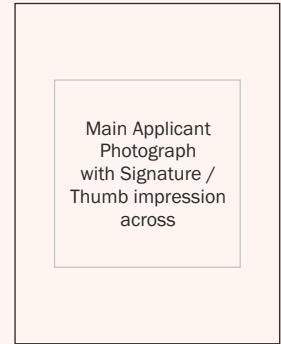 Main Applicant
Photograph
with Signature /
Thumb impression
across